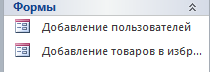 Формы
Добавление пользователей
Добавление товаров в избр...